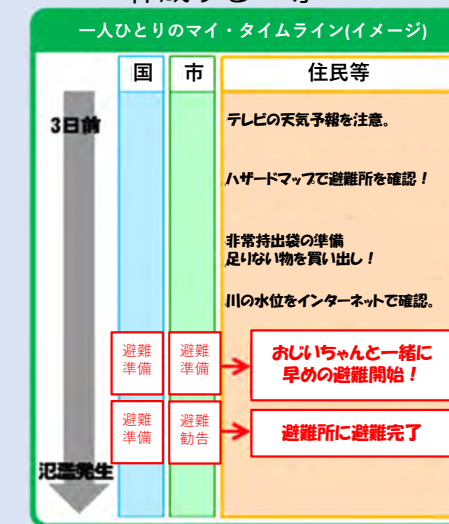 一人ひとりのマイ・タイムライン(イメージ)
国 市 住民等
3日前
テレビの天気予報を注意。
ハザードマップで避難所を確認!
非常持出袋の準備
足りない物を買い出し!
川の水位をインターネットで確認。
避難 避難 おじいちゃんと一緒に
準備 準備 早めの避難開始!
避難 避難 避難所に避難完了
準備 勧告
氾濫発生